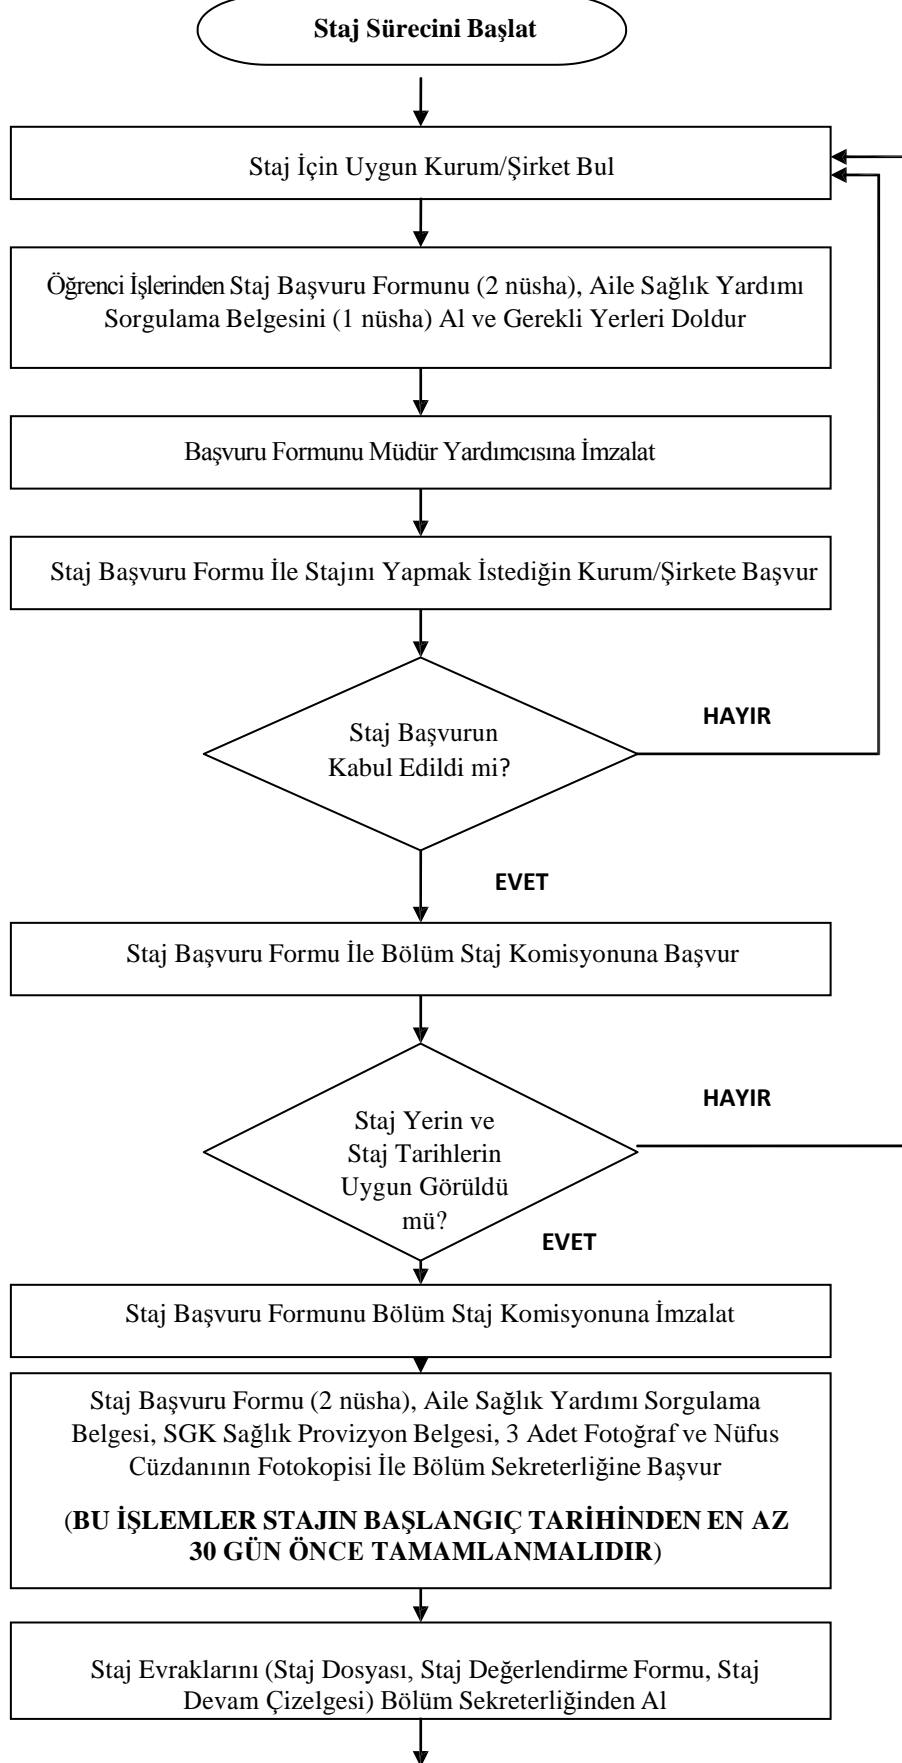 Staj Sürecini Başlat
Staj İçin Uygun Kurum/Şirket Bul
Öğrenci İşlerinden Staj Başvuru Formunu (2 nüsha), Aile Sağlık Yardımı
Sorgulama Belgesini (1 nüsha) Al ve Gerekli Yerleri Doldur
Başvuru Formunu Müdür Yardımcısına İmzalat
Staj Başvuru Formu İle Stajını Yapmak İstediğin Kurum/Şirkete Başvur
HAYIR
Staj Başvurun
Kabul Edildi mi?
EVET
Staj Başvuru Formu İle Bölüm Staj Komisyonuna Başvur
HAYIR
Staj Yerin ve
Staj Tarihlerin
Uygun Görüldü
mü?
EVET
Staj Başvuru Formunu Bölüm Staj Komisyonuna İmzalat
Staj Başvuru Formu (2 nüsha), Aile Sağlık Yardımı Sorgulama
Belgesi, SGK Sağlık Provizyon Belgesi, 3 Adet Fotoğraf ve Nüfus
Cüzdanının Fotokopisi İle Bölüm Sekreterliğine Başvur
(BU İŞLEMLER STAJIN BAŞLANGIÇ TARİHİNDEN EN AZ
30 GÜN ÖNCE TAMAMLANMALIDIR)
Staj Evraklarını (Staj Dosyası, Staj Değerlendirme Formu, Staj
Devam Çizelgesi) Bölüm Sekreterliğinden Al